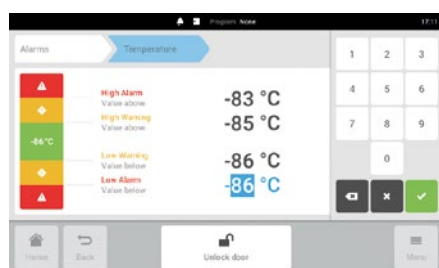 Program None 17:11
Alarms Temperature
High Alarm
Value above
-83 °C
High Warning
Value above
-85 °C
-86°C
Low Warning
Value below
-86 °C
Low Alarm
Value below
-86 °C
1 2 3
4 5 6
7 8 9
0
Home Back Unlock door Menu